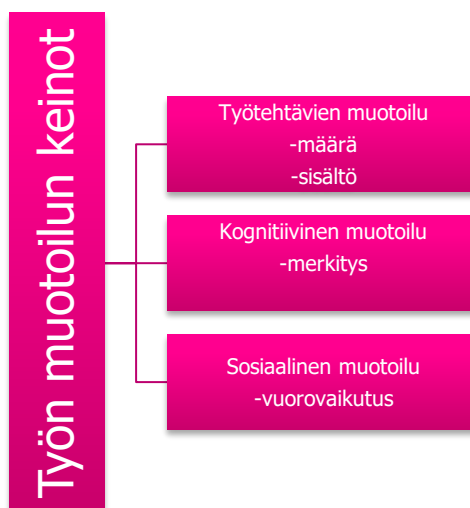 Työn muotoilun keinot
Työtehtävien muotoilu
-määrä
-sisältö
Kognitiivinen muotoilu
-merkitys
Sosiaalinen muotoilu
-vuorovaikutus